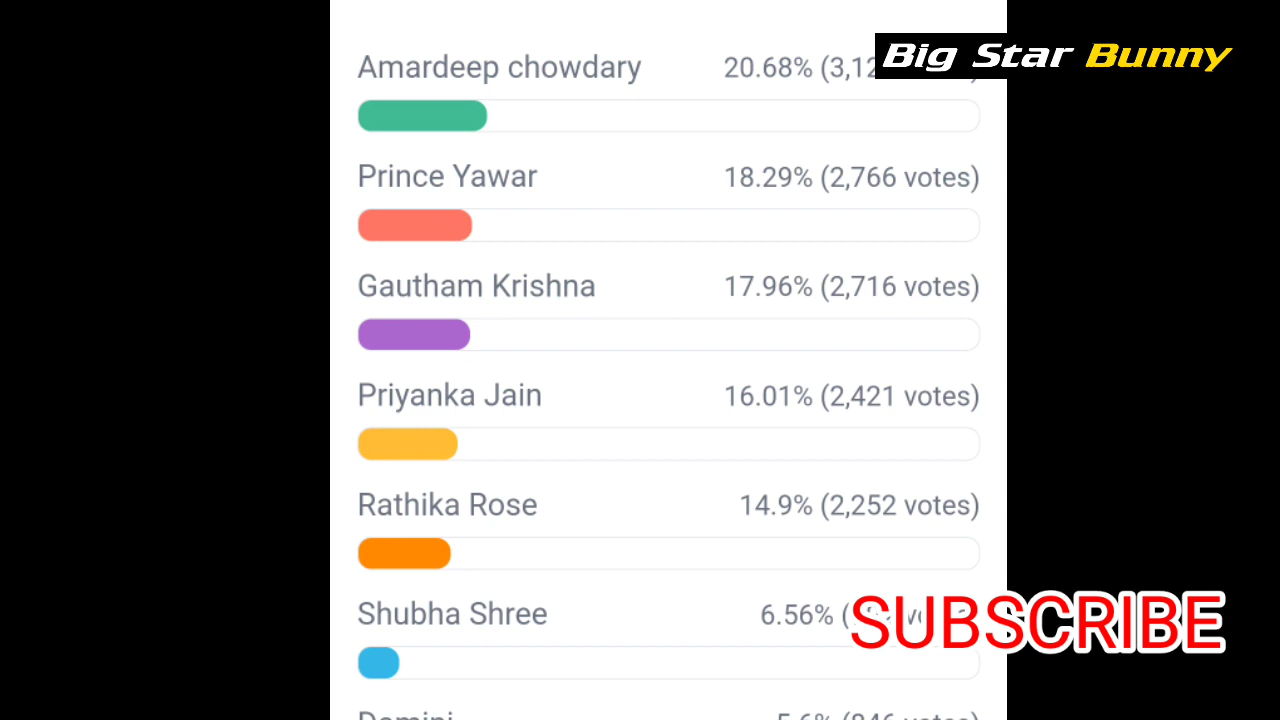 Amardeep chowdary 20.68% Big Star Bunny
Prince Yawar 18.29% (2,766 votes)
Gautham Krishna 17.96% (2,716 votes)
Priyanka Jain 16.01% (2,421 votes)
Rathika Rose 14.9% (2,252 votes)
Shubha Shree 6.56%
SUBSCRIBE